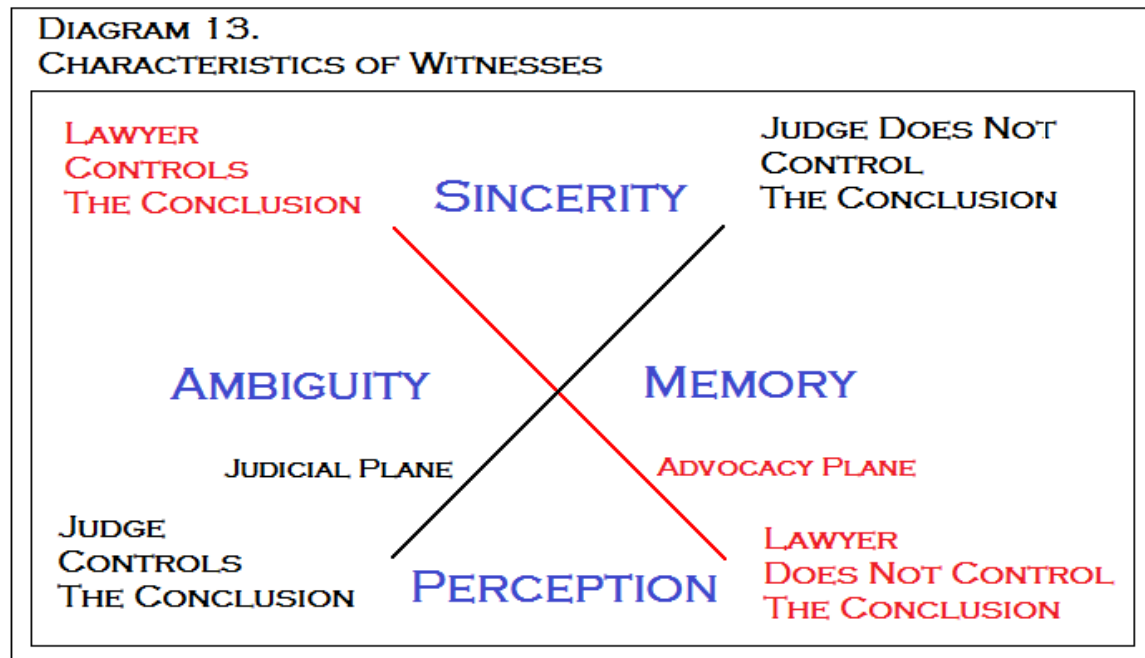 Diagram 13.
Characteristics of Witnesses
Lawyer
Controls
The Conclusion
Sincerity
Judge Does Not
Control
The Conclusion
Ambiguity
Memory
Judicial Plane
Advocacy Plane
Judge
Controls
The Conclusion
Perception
Lawyer
Does Not Control
The Conclusion